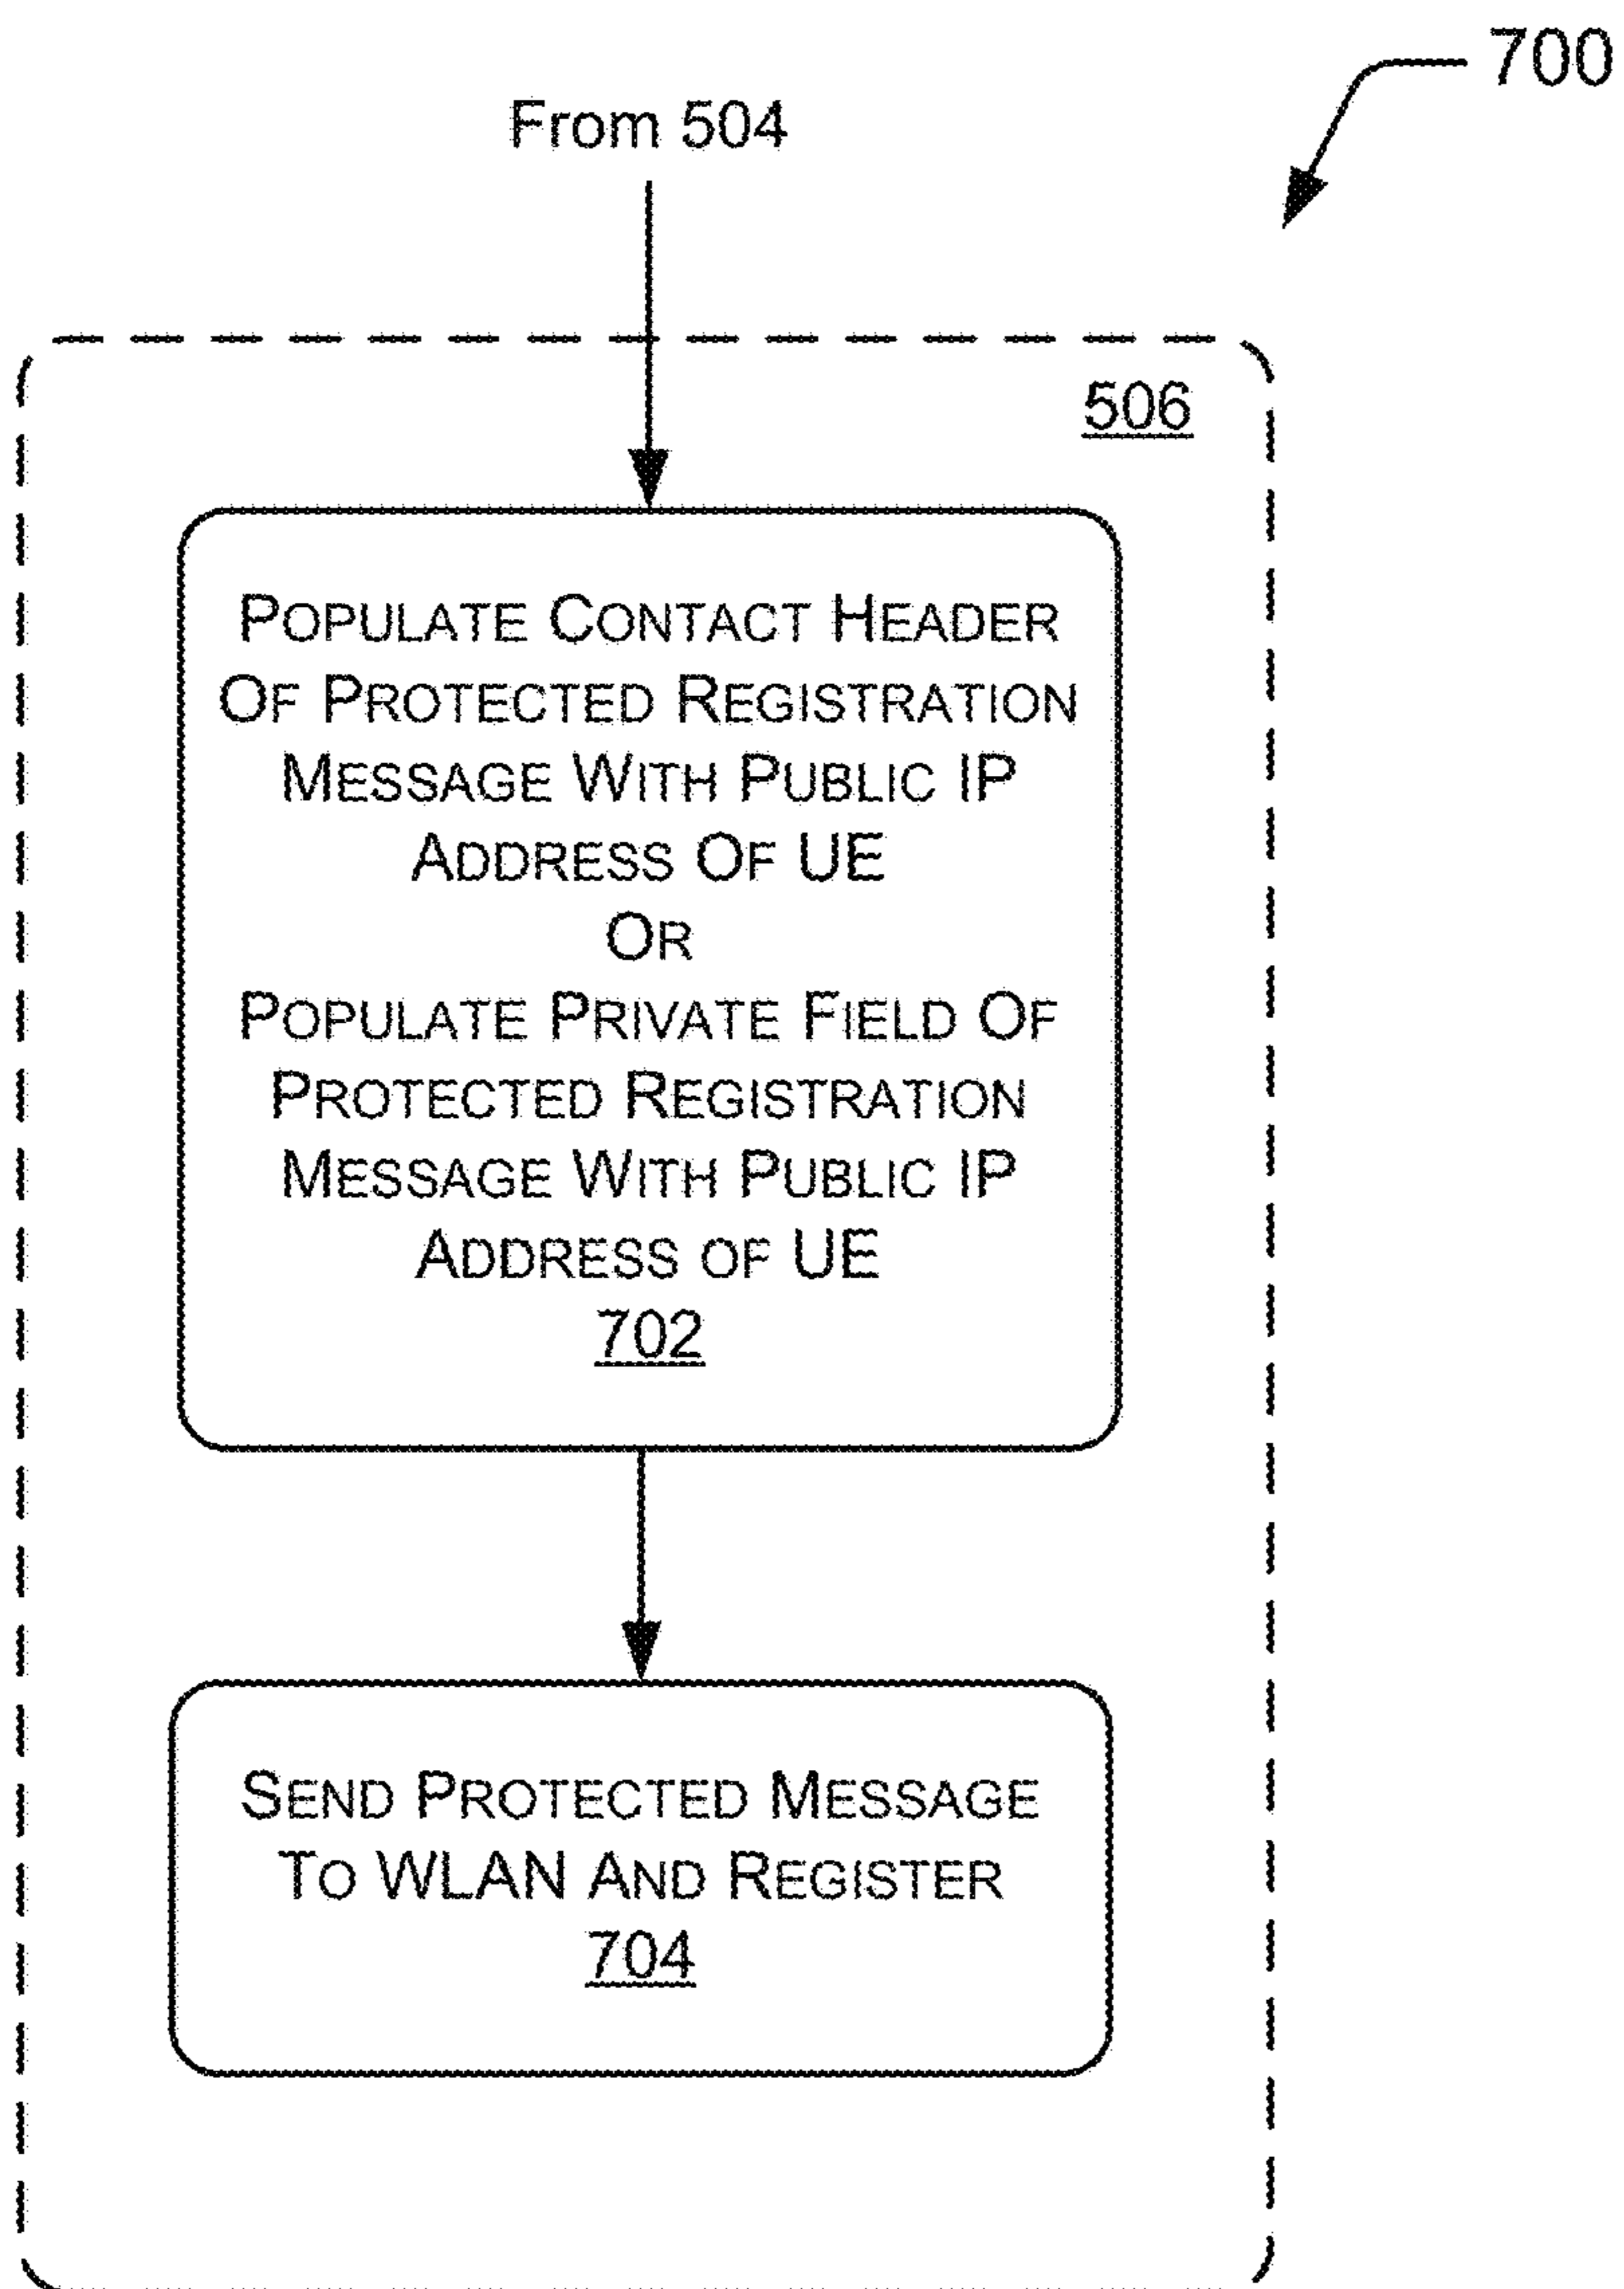 700
From 504
506
POPULATE CONTACT HEADER
OF PROTECTED REGISTRATION
MESSAGE WITH PUBLIC IP
ADDRESS OF UE
OR
POPULATE PRIVATE FIELD OF
PROTECTED REGISTRATION
MESSAGE WITH PUBLIC IP
ADDRESS OF UE
702
SEND PROTECTED MESSAGE
TO WLAN AND REGISTER
704